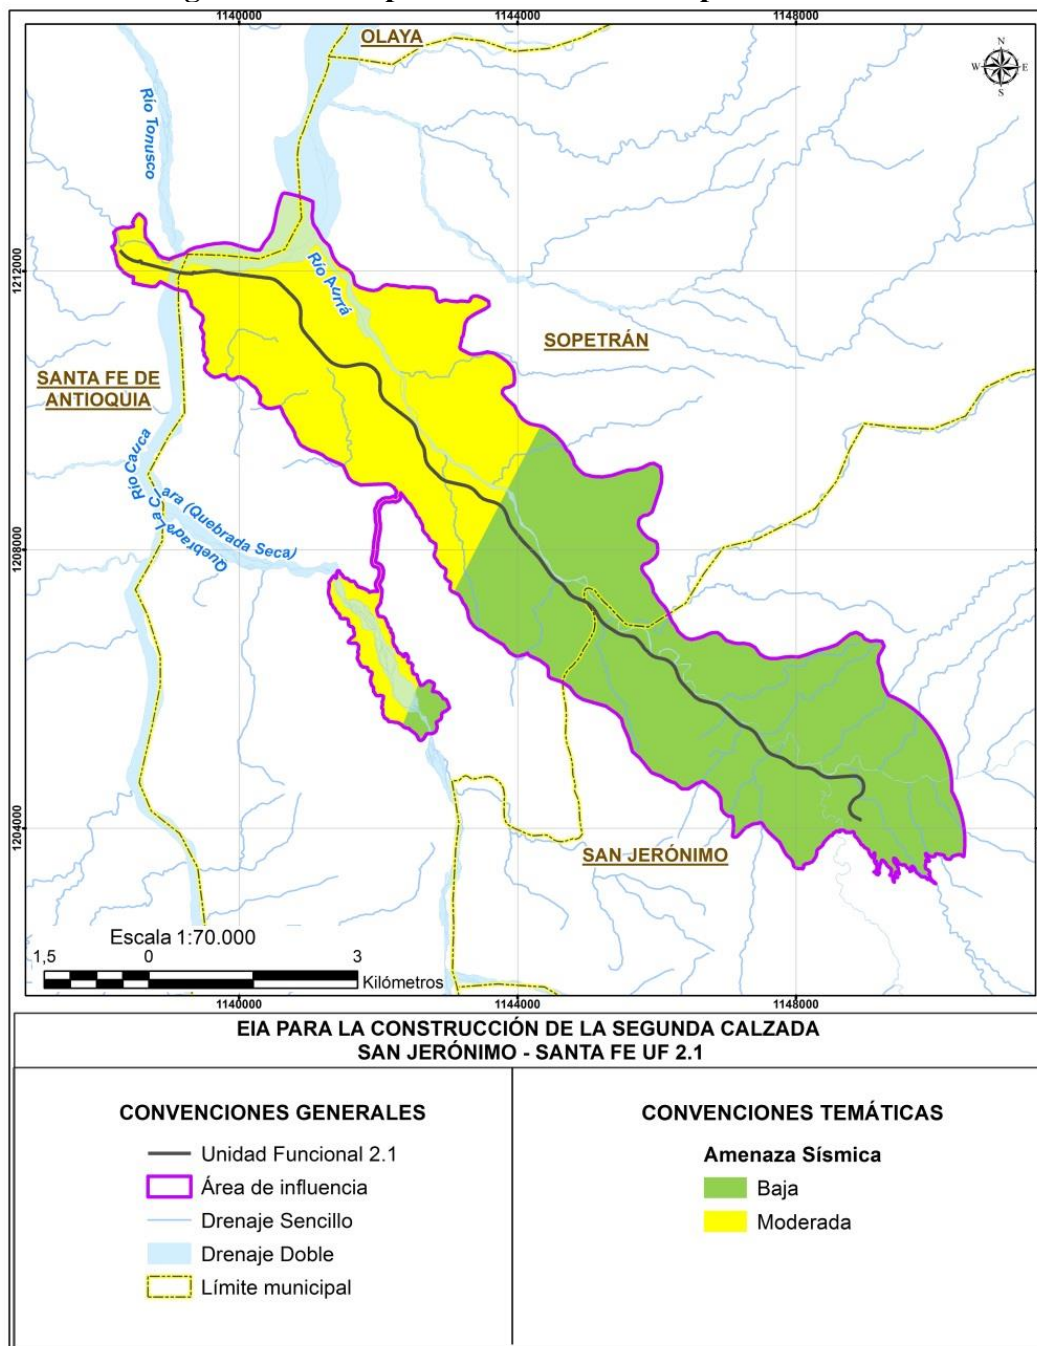 1140000
1144000
1148000
OLAYA
N
W
E
S
Río Tonusco
1212000
Río Aurrá
SOPETRÁN
SANTA FE DE
ANTIOQUIA
Río Cauca
Quebrada La C
ara (Quebrada Seca)
1208000
SAN JERÓNIMO
1204000
Escala 1:70.000
1,5 0 3
Kilómetros
1140000
1144000
1148000
EIA PARA LA CONSTRUCCIÓN DE LA SEGUNDA CALZADA
SAN JERÓNIMO - SANTA FE UF 2.1
CONVENCIONES GENERALES
Unidad Funcional 2.1
Área de influencia
Drenaje Sencillo
Drenaje Doble
Límite municipal
CONVENCIONES TEMÁTICAS
Amenaza Sísmica
Baja
Moderada